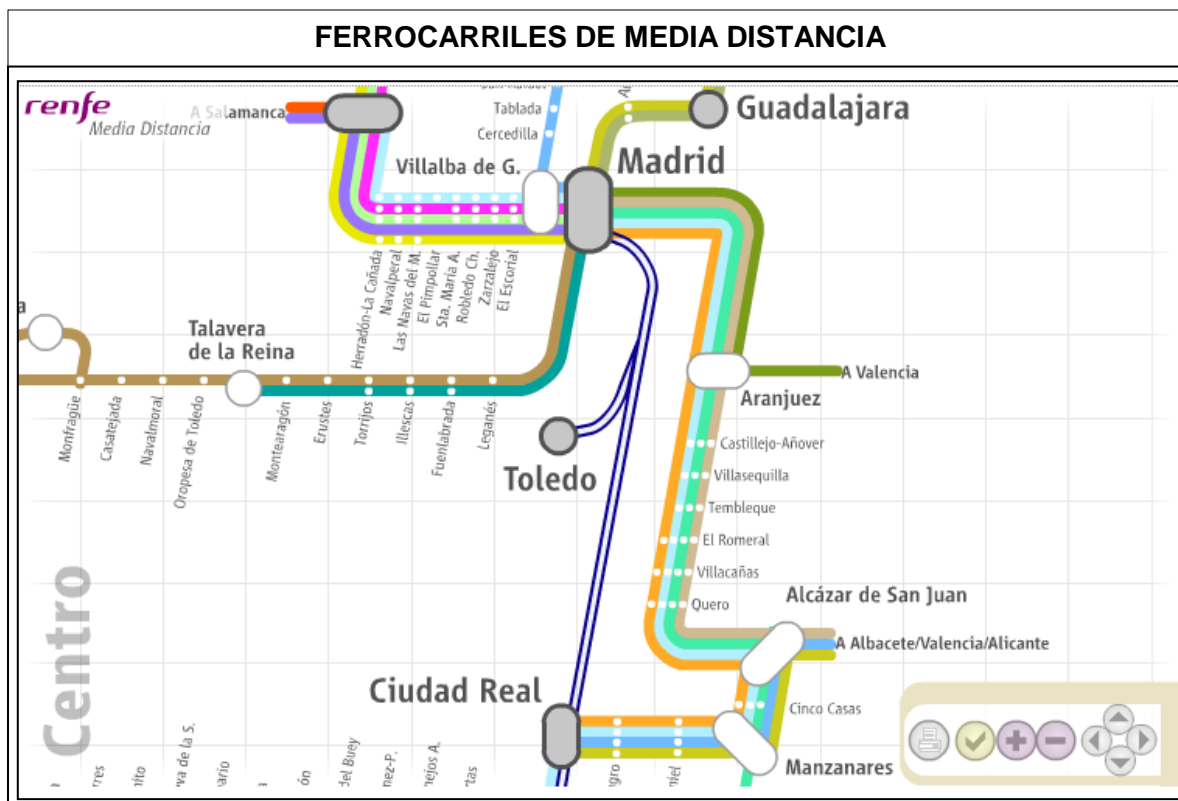 FERROCARRILES DE MEDIA DISTANCIA
renfe
Media Distancia
A Salamanca
Tablada
Cercedilla
Guadalajara
Villalba de G.
Madrid
Herradón-La Cañada
Navalperal
Las Navas del M.
El Pimpollar
Sta. María A.
Robledo Ch.
Zarzalejo
El Escorial
Talavera
de la Reina
A Valencia
Aranjuez
Monfragüe
Casatejada
Navalmoral
Oropesa de Toledo
Montearagón
Erustes
Torrijos
Illescas
Fuenlabrada
Leganés
Castillejo-Añover
Toledo
Villasequilla
Tembleque
El Romeral
Villacañas
Quero
Alcázar de San Juan
A Albacete/Valencia/Alicante
Centro
Ciudad Real
Cinco Casas
Manzanares